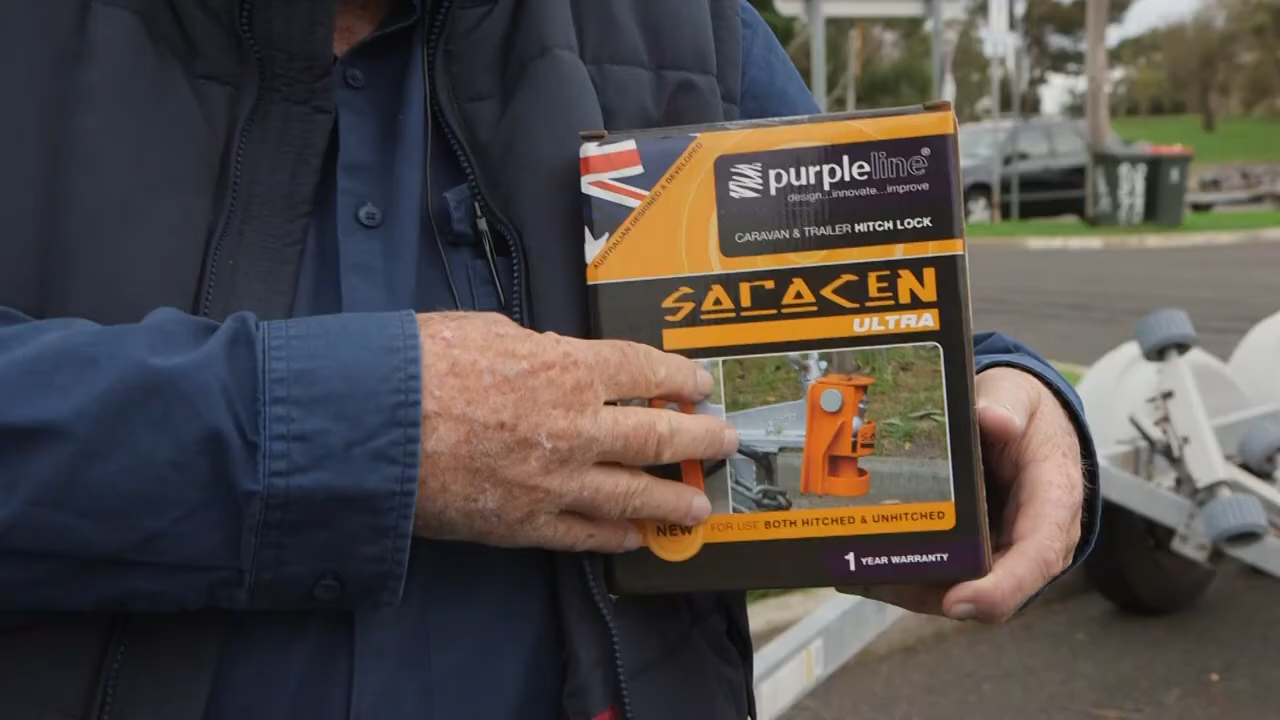 AUSTRALIAN DESIGNED & DEVELOPED
purpleline®
design...innovate...improve
CARAVAN & TRAILER HITCH LOCK
SARACEN
ULTRA
NEW FOR USE BOTH HITCHED & UNHITCHED
1 YEAR WARRANTY